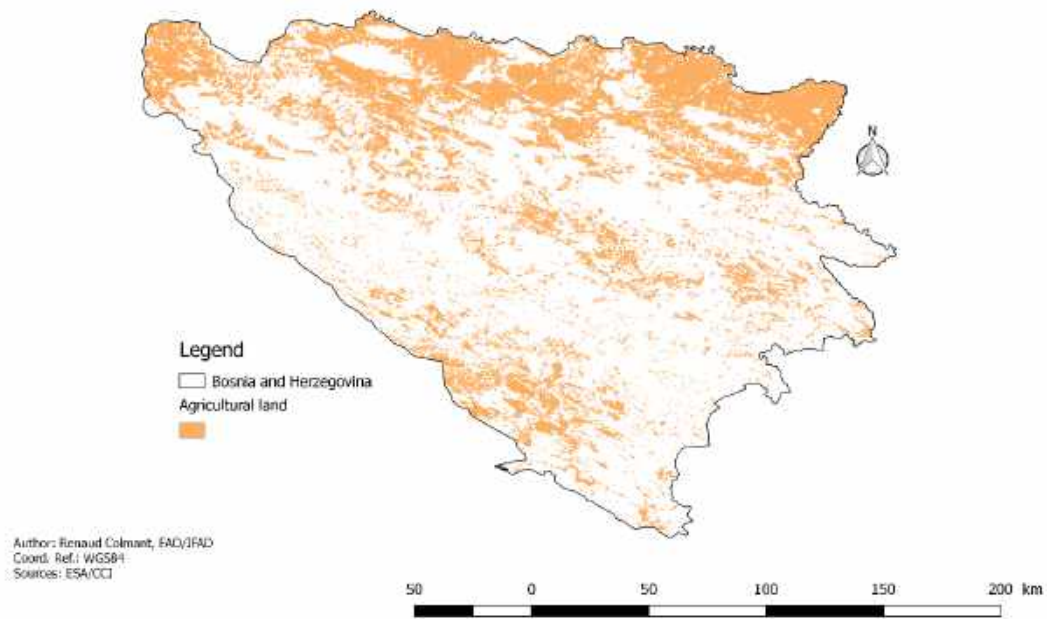 N
Legend
Bosnia and Herzegovina
Agricultural land
Author: Renaud Colmant, FAO/IFAD
Coord. Ref.: WGS84
Sources: ESA/CCI
50 0 50 100 150 200 km